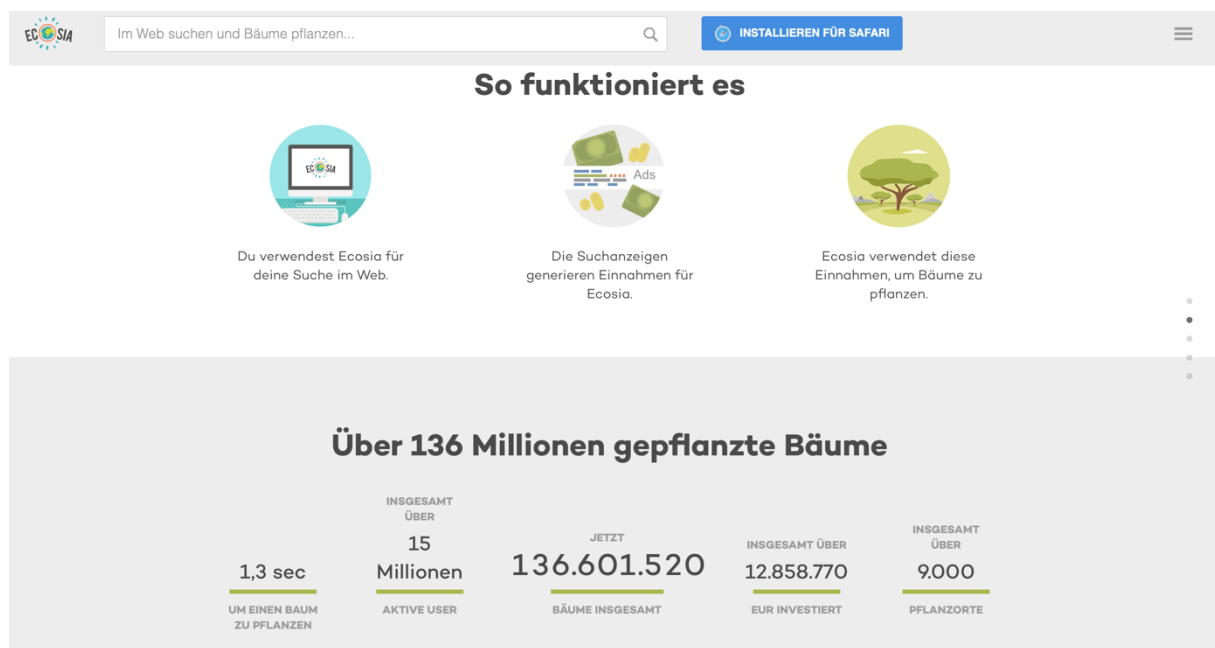 ECOSIA
Im Web suchen und Bäume pflanzen...
INSTALLIEREN FÜR SAFARI
So funktioniert es
ECOSIA
Ads
Du verwendest Ecosia für
deine Suche im Web.
Die Suchanzeigen
generieren Einnahmen für
Ecosia.
Ecosia verwendet diese
Einnahmen, um Bäume zu
pflanzen.
Über 136 Millionen gepflanzte Bäume
1,3 sec
UM EINEN BAUM
ZU PFLANZEN
INSGESAMT
ÜBER
15
Millionen
AKTIVE USER
JETZT
136.601.520
BÄUME INSGESAMT
INSGESAMT ÜBER
12.858.770
EUR INVESTIERT
INSGESAMT
ÜBER
9.000
PFLANZORTE